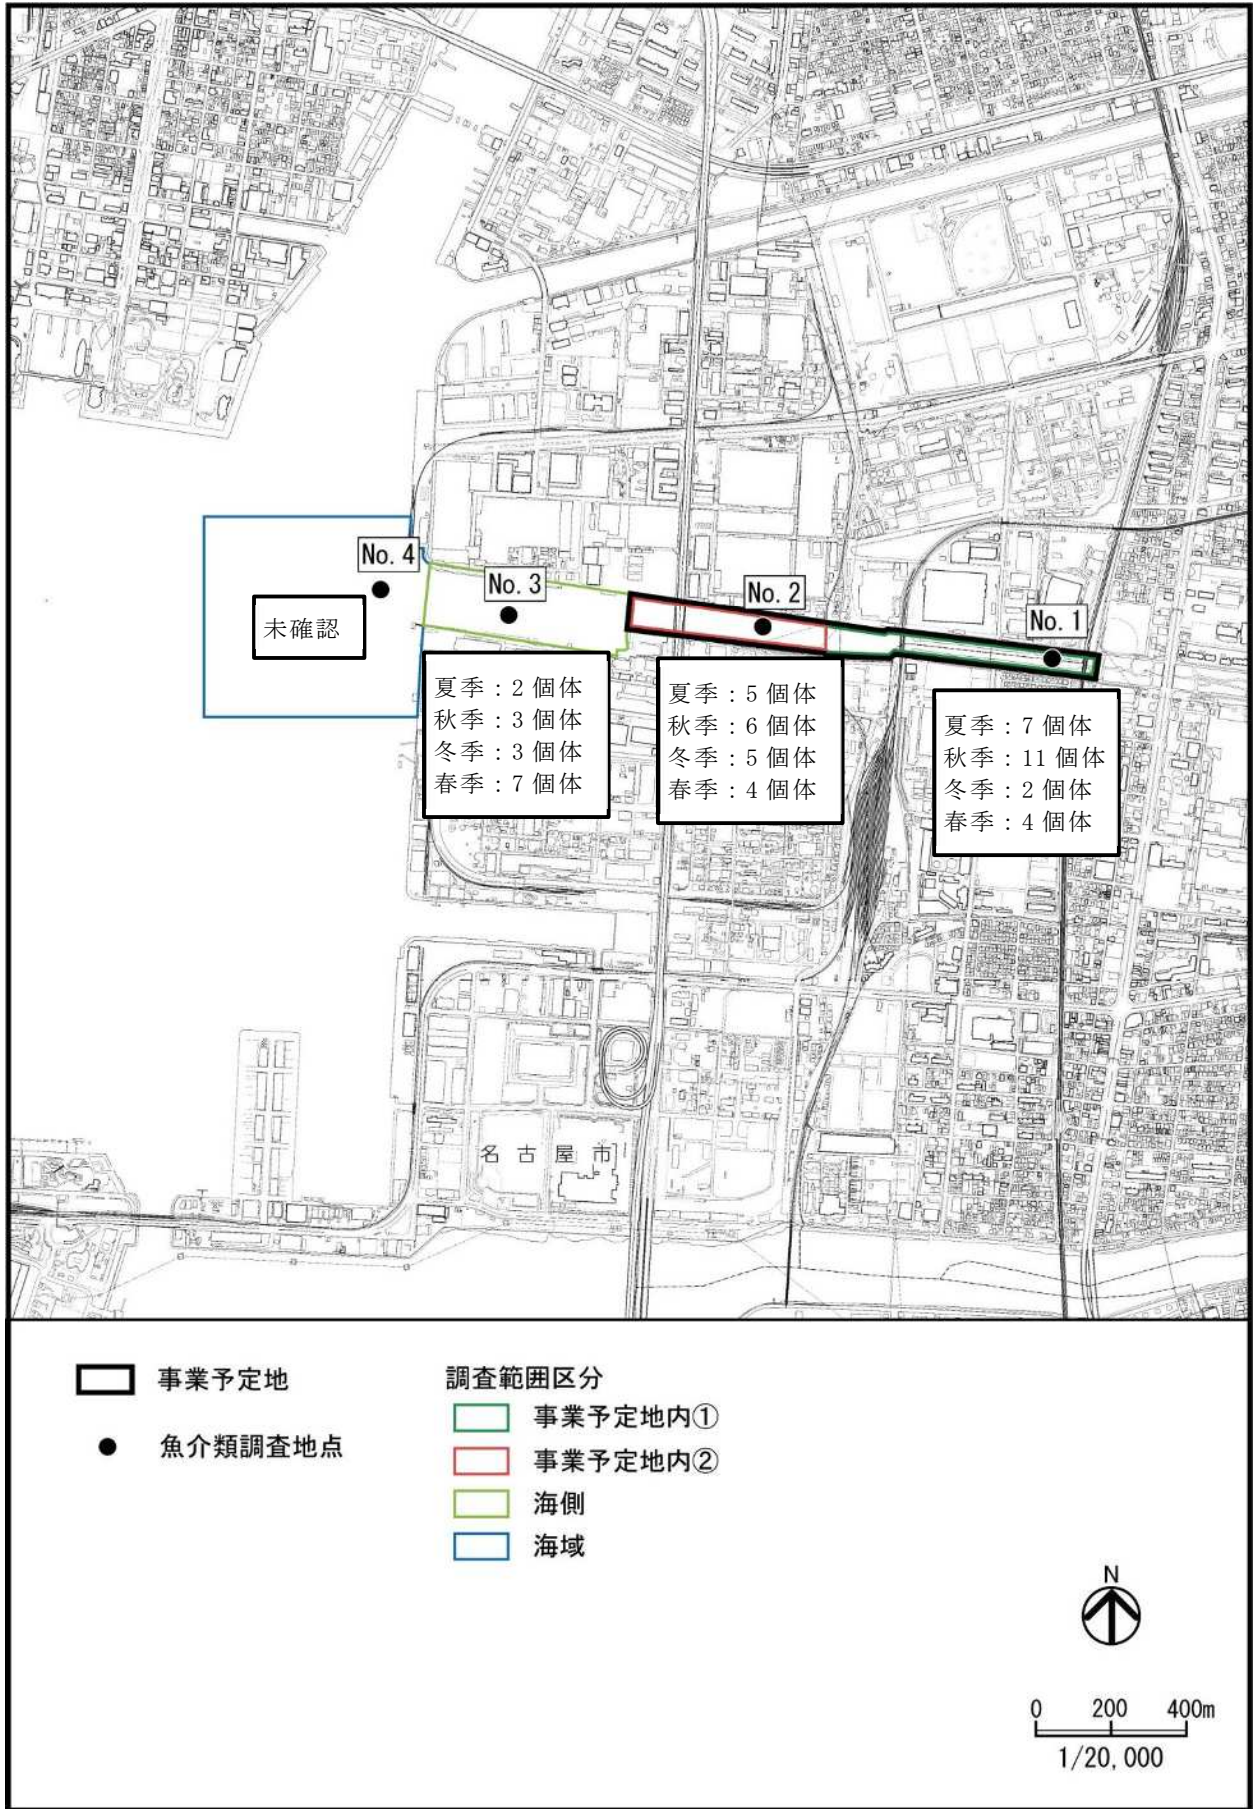 No. 4
No. 3
No. 2
No. 1
未確認
夏季：2 個体
秋季：3 個体
冬季：3 個体
春季：7 個体
夏季：5 個体
秋季：6 個体
冬季：5 個体
春季：4 個体
夏季：7 個体
秋季：11 個体
冬季：2 個体
春季：4 個体
名古屋市
事業予定地
魚介類調査地点
調査範囲区分
事業予定地内①
事業予定地内②
海側
海域
N
0 200 400m
1/20,000